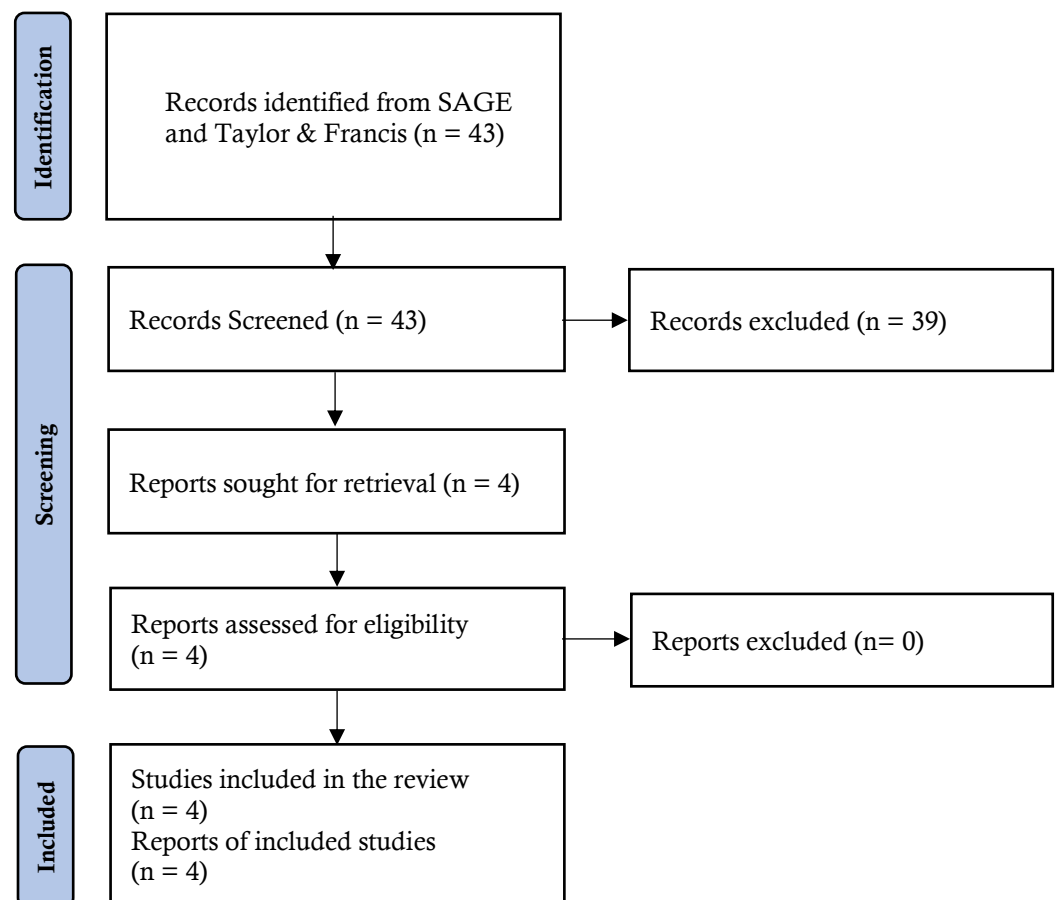 Identification
Records identified from SAGE
and Taylor & Francis (n = 43)
Screening
Records Screened (n = 43)
Records excluded (n = 39)
Reports sought for retrieval (n = 4)
Reports assessed for eligibility
(n = 4)
Reports excluded (n= 0)
Included
Studies included in the review
(n = 4)
Reports of included studies
(n = 4)